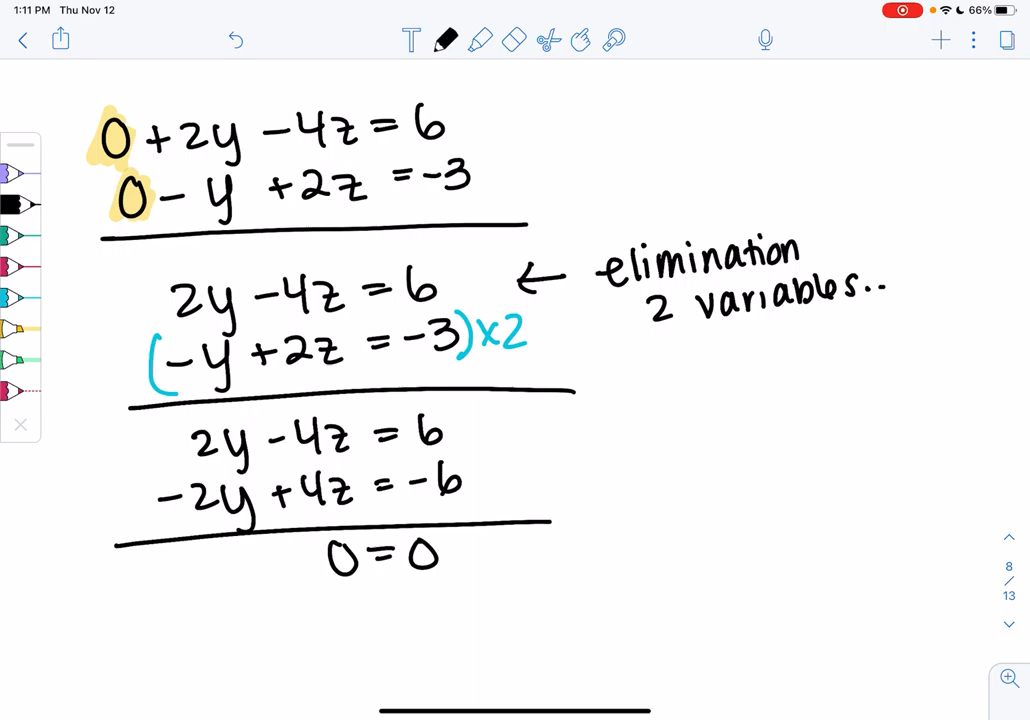 1:11 PM Thu Nov 12
66%
T
0 + 2y - 4z = 6
0 - y + 2z = -3
2y - 4z = 6 ← elimination
2 variables..
(-y + 2z = -3) x2
2y - 4z = 6
-2y + 4z = -6
0 = 0
8
/
13